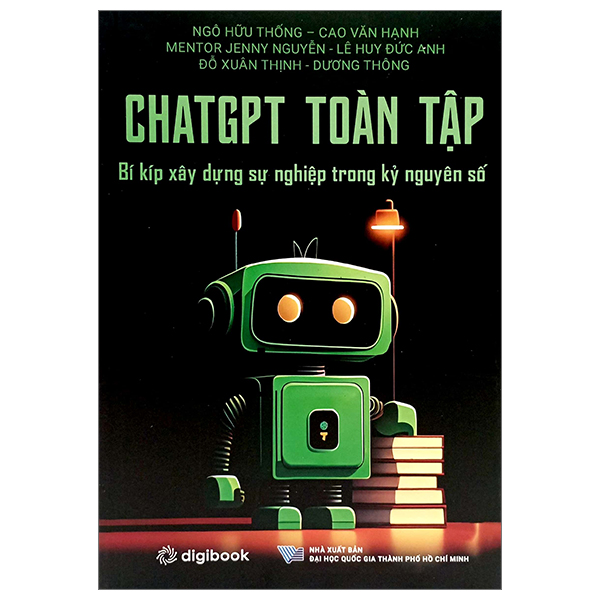 NGÔ HỮU THỐNG – CAO VĂN HẠNH
MENTOR JENNY NGUYỄN - LÊ HUY ĐỨC ANH
ĐỖ XUÂN THỊNH - DƯƠNG THÔNG
CHATGPT TOÀN TẬP
Bí kíp xây dựng sự nghiệp trong kỷ nguyên số
digibook
NHÀ XUẤT BẢN
ĐẠI HỌC QUỐC GIA THÀNH PHỐ HỒ CHÍ MINH